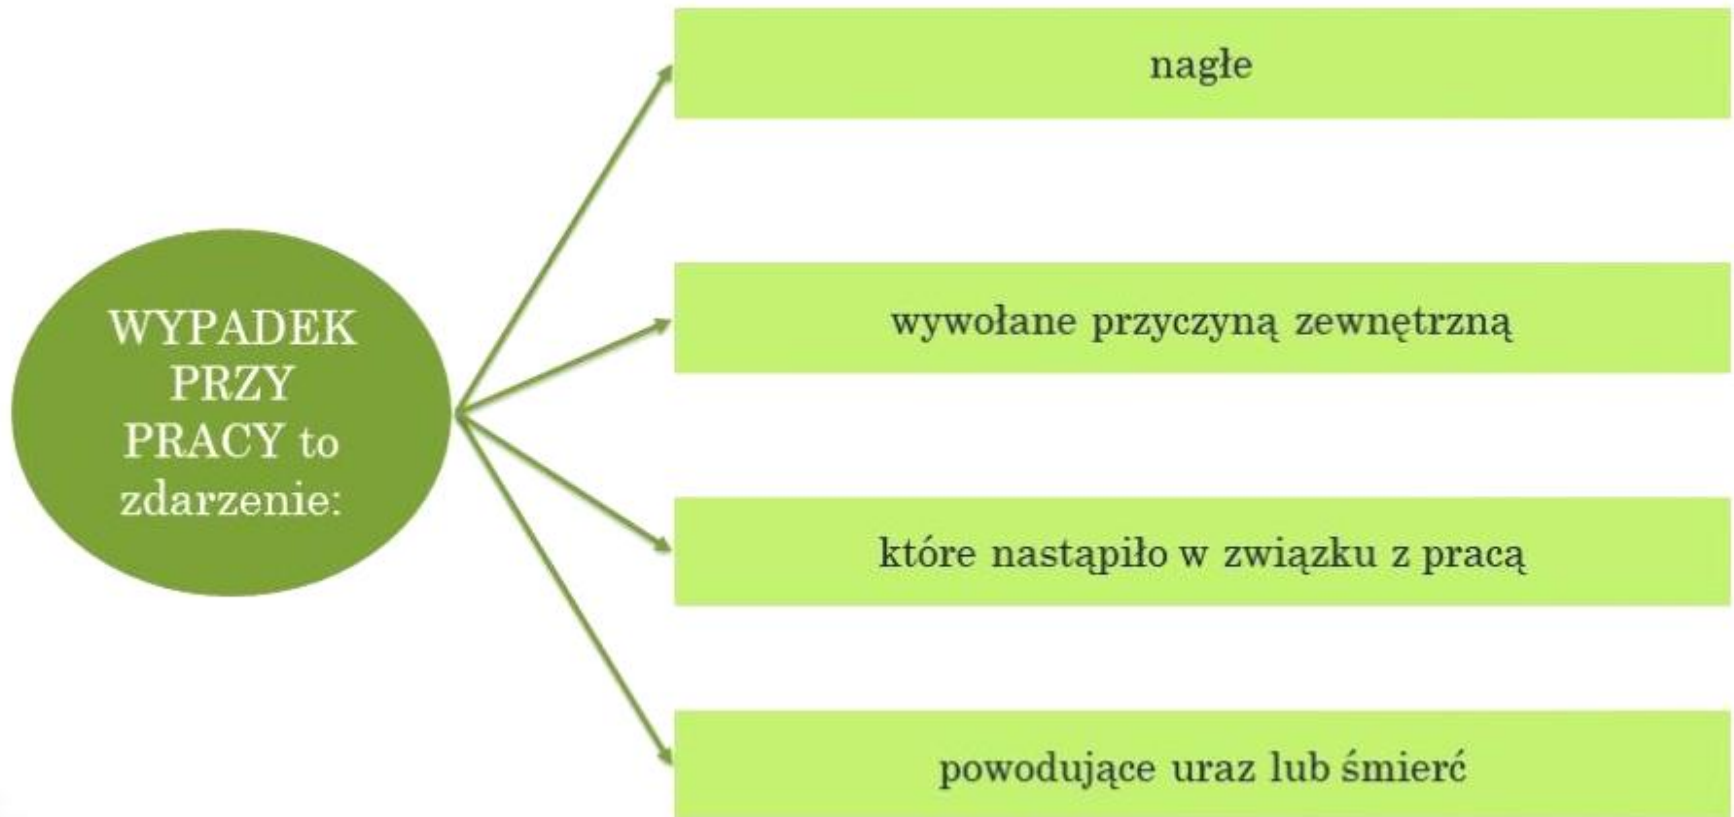 WYPADEK
PRZY
PRACY to
zdarzenie:
nagłe
wywołane przyczyną zewnętrzną
które nastąpiło w związku z pracą
powodujące uraz lub śmierć